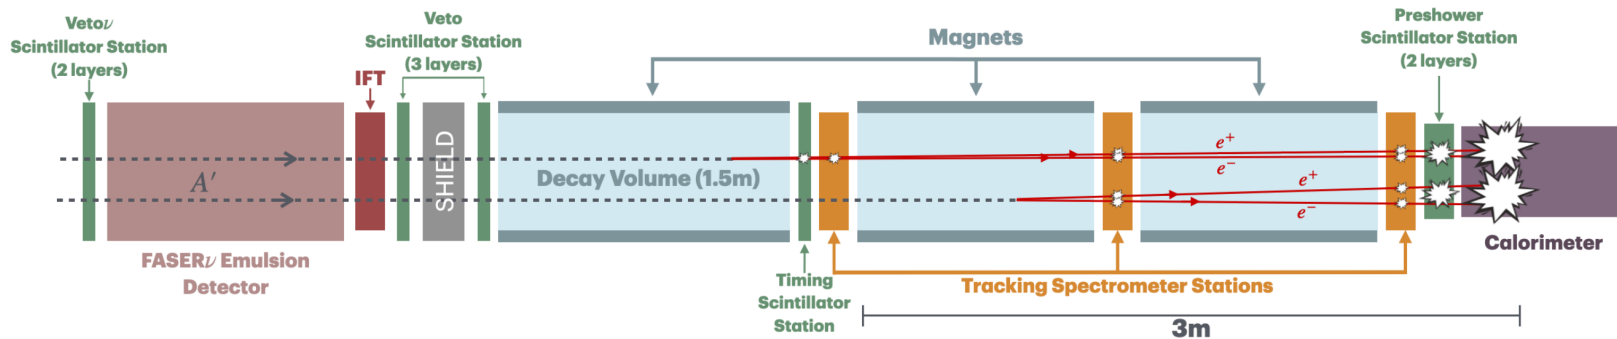 Vetoν
Scintillator Station
(2 layers)
IFT
Veto
Scintillator Station
(3 layers)
Magnets
Preshower
Scintillator Station
(2 layers)
A′
SHIELD
Decay Volume (1.5m)
e⁺
e⁻
e⁺
e⁻
FASERν Emulsion
Detector
Timing
Scintillator
Station
Tracking Spectrometer Stations
Calorimeter
3m